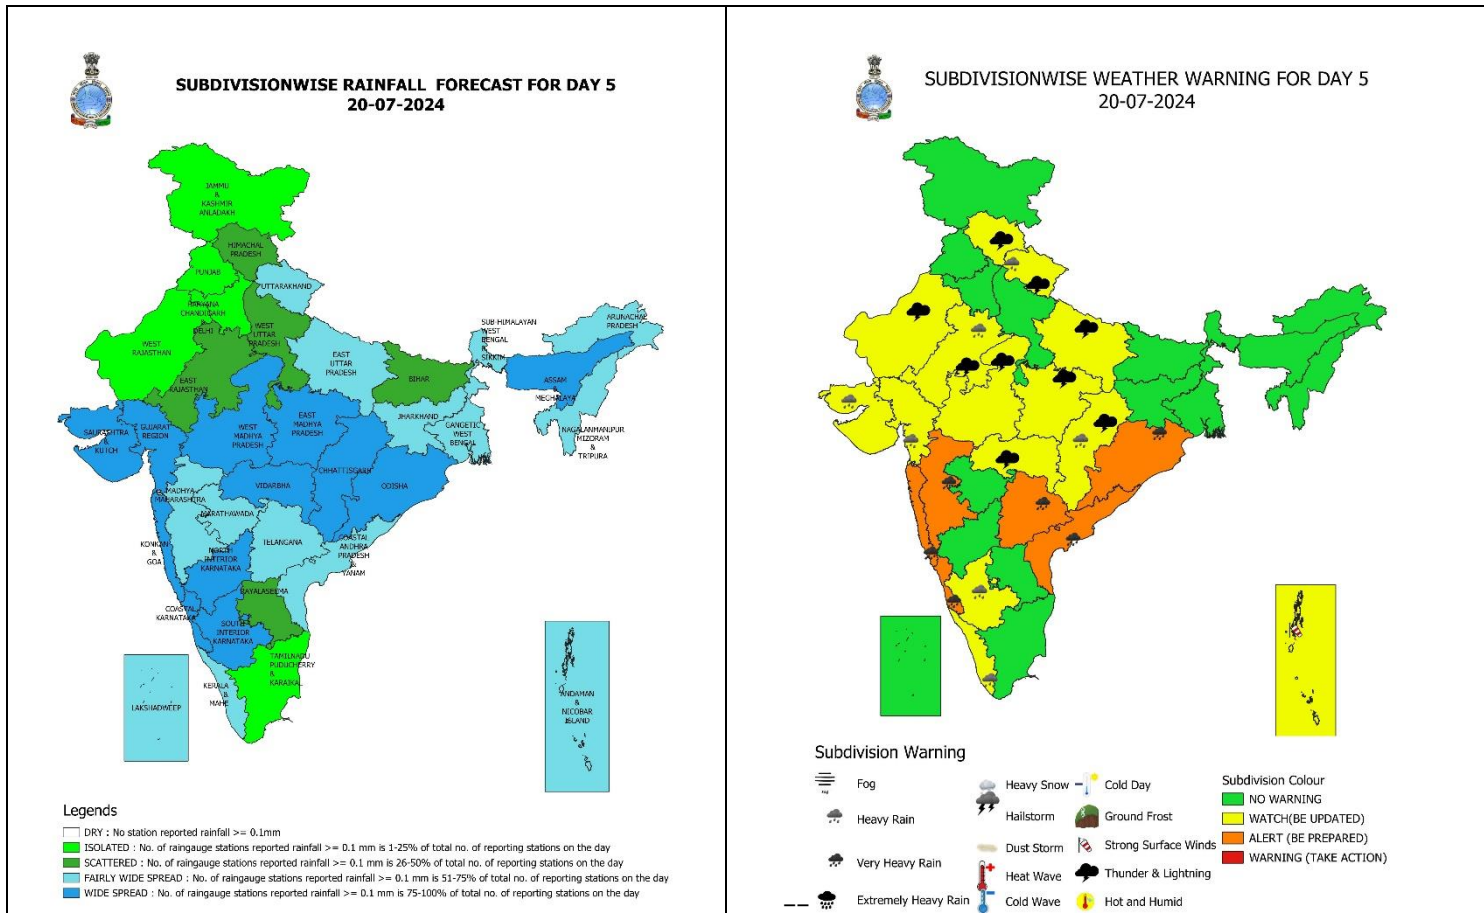 SUBDIVISIONWISE RAINFALL FORECAST FOR DAY 5
20-07-2024
JAMMU
&
KASHMIR
ANLADAKH
HIMACHAL
PRADESH
PUNJAB
UTTARAKHAND
HARYANA
CHANDIGARH
&
DELHI
WEST
UTTAR
PRADESH
WEST
RAJASTHAN
EAST
RAJASTHAN
EAST
UTTAR
PRADESH
BIHAR
SUB-HIMALAYAN
WEST
BENGAL
&
SIKKIM
ARUNACHAL
PRADESH
ASSAM
&
MEGHALAYA
NAGALANMANIPUR
MIZORAM
&
TRIPURA
JHARKHAND
GANGETIC
WEST
BENGAL
SAURASHTRA
&
KUTCH
GUJARAT
REGION
WEST
MADHYA
PRADESH
EAST
MADHYA
PRADESH
CHHATTISGARH
ODISHA
VIDARBHA
MADHYA
MAHARASHTRA
MARATHAWADA
TELANGANA
KONKAN
&
GOA
NORTH
INTERIOR
KARNATAKA
COASTAL
ANDHRA
PRADESH
&
YANAM
RAYALASEEMA
COASTAL
KARNATAKA
SOUTH
INTERIOR
KARNATAKA
TAMILNADU
PUDUCHERRY
&
KARAIKAL
KERALA
&
MAHE
LAKSHADWEEP
ANDAMAN
&
NICOBAR
ISLAND
Legends
DRY : No station reported rainfall >= 0.1mm
ISOLATED : No. of raingauge stations reported rainfall >= 0.1 mm is 1-25% of total no. of reporting stations on the day
SCATTERED : No. of raingauge stations reported rainfall >= 0.1 mm is 26-50% of total no. of reporting stations on the day
FAIRLY WIDE SPREAD : No. of raingauge stations reported rainfall >= 0.1 mm is 51-75% of total no. of reporting stations on the day
WIDE SPREAD : No. of raingauge stations reported rainfall >= 0.1 mm is 75-100% of total no. of reporting stations on the day
SUBDIVISIONWISE WEATHER WARNING FOR DAY 5
20-07-2024
Subdivision Warning
Fog
Heavy Rain
Very Heavy Rain
Extremely Heavy Rain
Heavy Snow
Hailstorm
Dust Storm
Heat Wave
Cold Wave
Cold Day
Ground Frost
Strong Surface Winds
Thunder & Lightning
Hot and Humid
Subdivision Colour
NO WARNING
WATCH(BE UPDATED)
ALERT (BE PREPARED)
WARNING (TAKE ACTION)